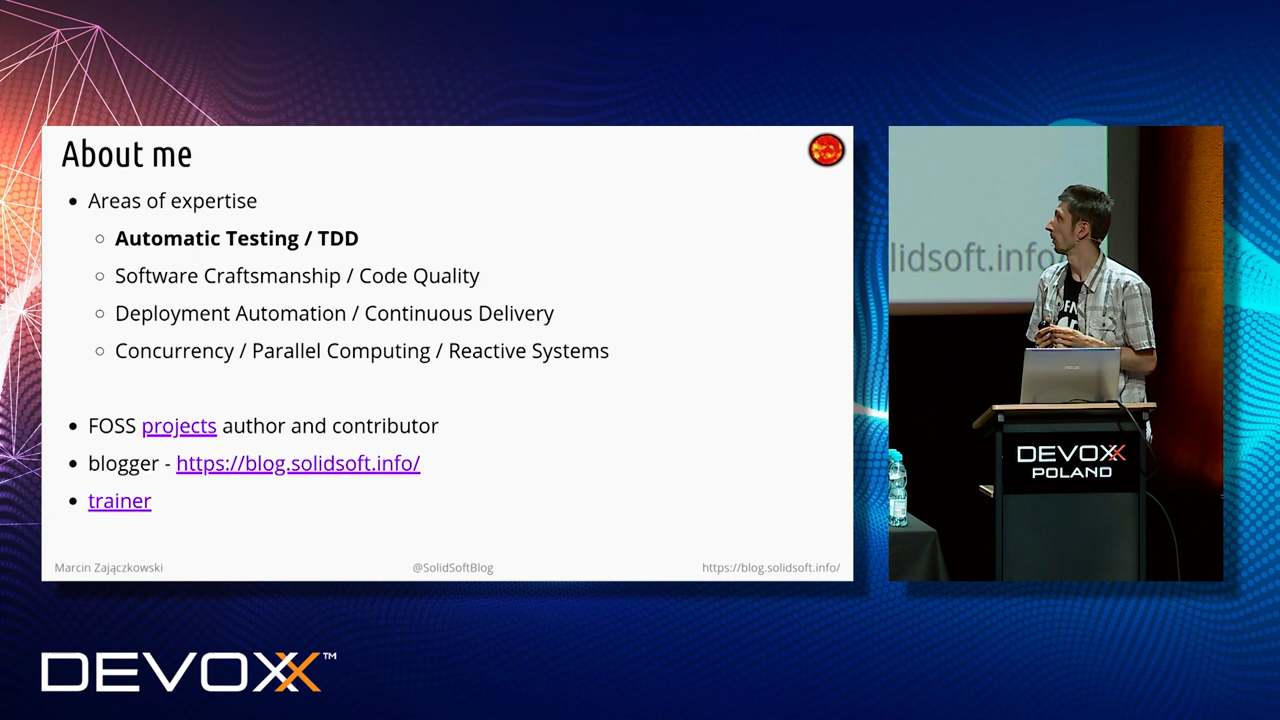 About me
Areas of expertise
Automatic Testing / TDD
Software Craftsmanship / Code Quality
Deployment Automation / Continuous Delivery
Concurrency / Parallel Computing / Reactive Systems
FOSS projects author and contributor
blogger - https://blog.solidsoft.info/
trainer
Marcin Zajączkowski
@SolidSoftBlog
https://blog.solidsoft.info/
lidsoft.info
ASUS
DEVOXX
POLAND
DEVOXX™